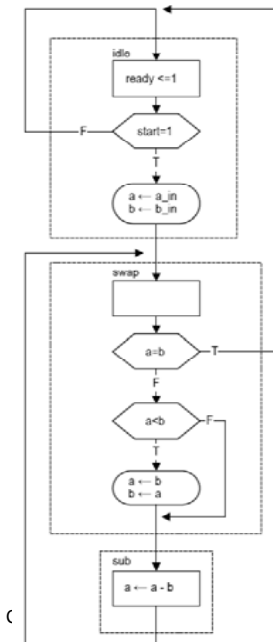 idle
ready <=1
F
start=1
T
a ← a_in
b ← b_in
swap
a=b
T
F
a<b
F
T
a ← b
b ← a
sub
a ← a - b